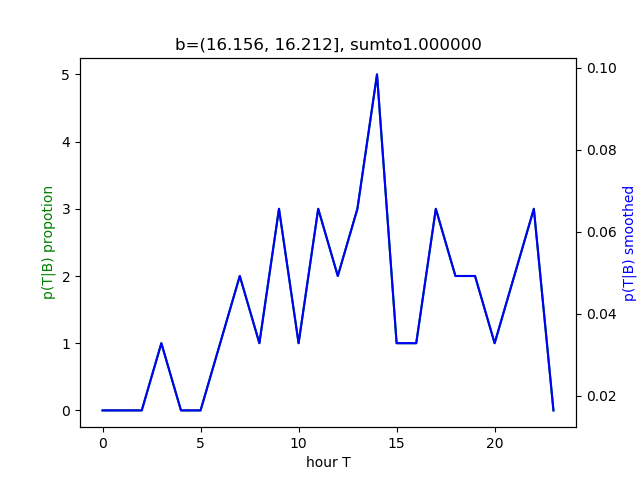 b=(16.156, 16.212], sumto1.000000
p(T|B) propotion
5
4
3
2
1
0
0.10
0.08
0.06
0.04
0.02
p(T|B) smoothed
0 5 10 15 20
hour T